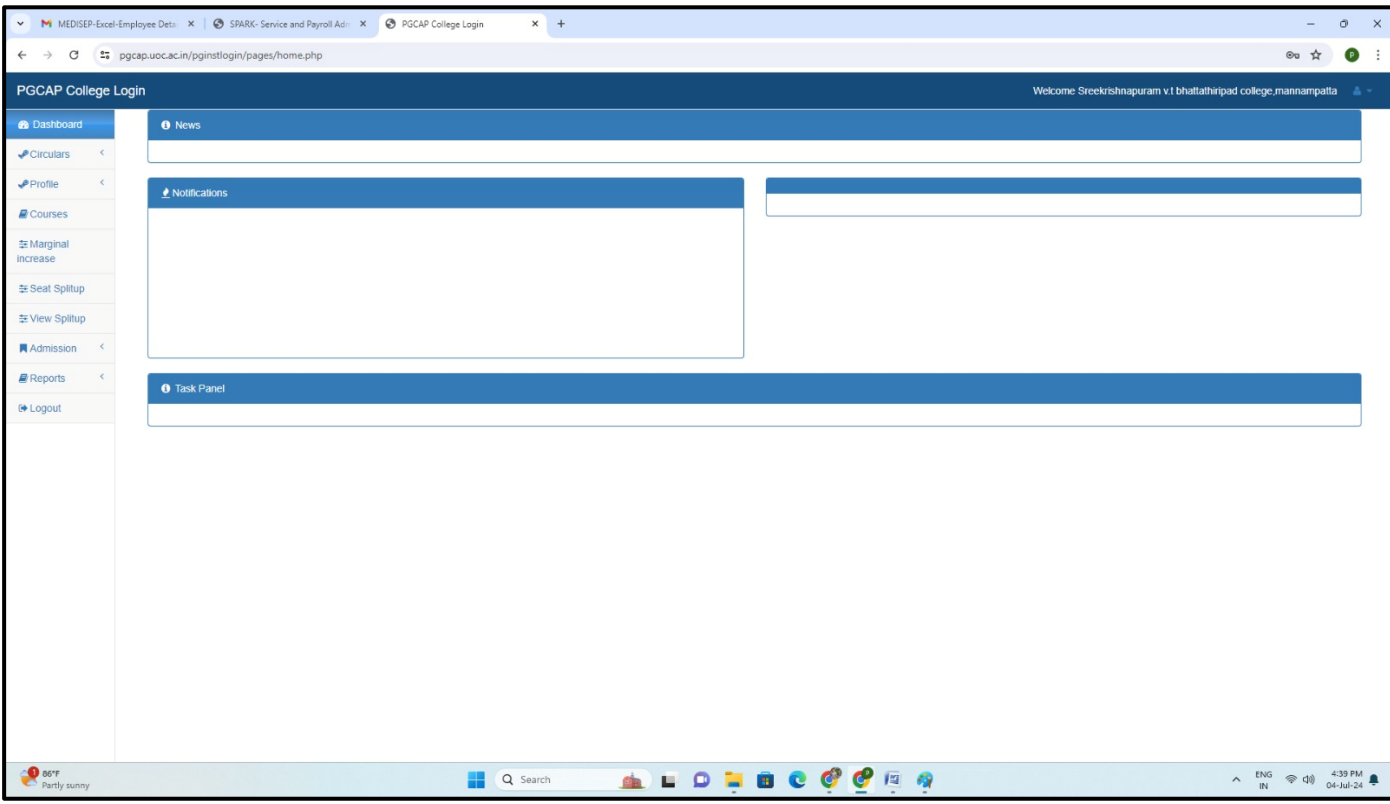 MEDISEP-Excel-Employee Deta
SPARK- Service and Payroll Adn
PGCAP College Login
pgcap.uoc.ac.in/pginstlogin/pages/home.php
P
PGCAP College Login
Welcome Sreekrishnapuram v.t bhattathiripad college,mannampatta
Dashboard
Circulars
Profile
Courses
Marginal
increase
Seat Splitup
View Splitup
Admission
Reports
Logout
News
Notifications
Task Panel
1
86°F
Partly sunny
Search
ENG
IN
4:39 PM
04-Jul-24